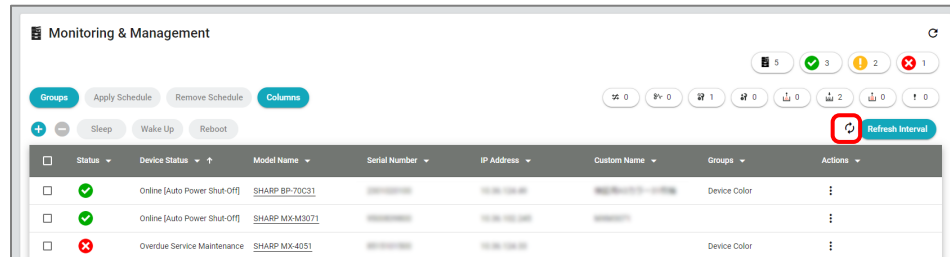 Monitoring & Management
5 3 2 1
Groups Apply Schedule Remove Schedule Columns 0 0 1 0 0 2 0 0
Sleep Wake Up Reboot Refresh Interval
Status Device Status Model Name Serial Number IP Address Custom Name Groups Actions
Online [Auto Power Shut-Off] SHARP BP-70C31 Device Color
Online [Auto Power Shut-Off] SHARP MX-M3071
Overdue Service Maintenance SHARP MX-4051 Device Color